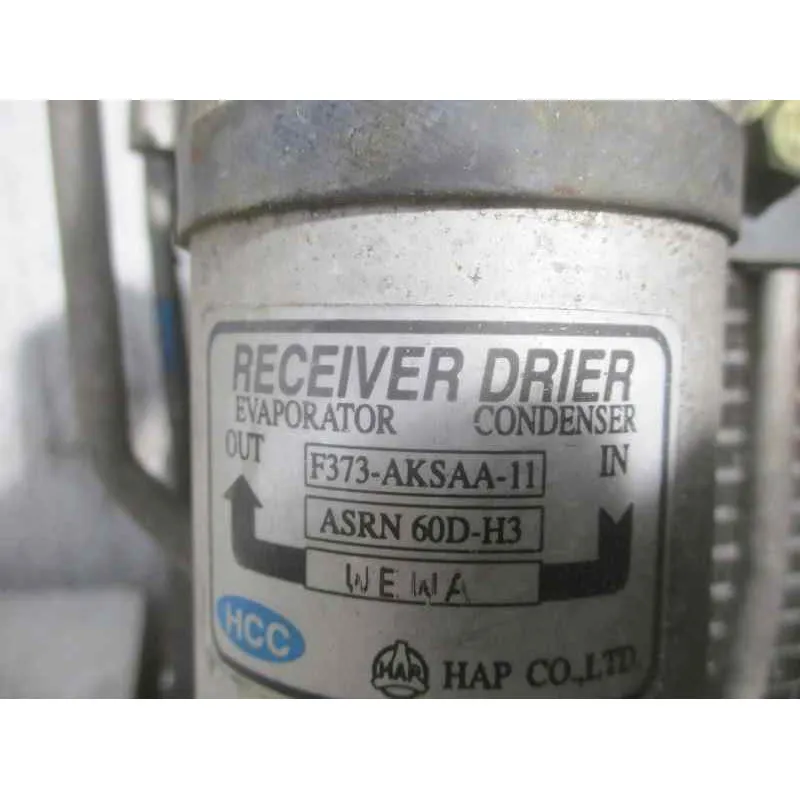 RECEIVER DRIER
EVAPORATOR CONDENSER
OUT IN
F373-AKSAA-11
ASRN 60D-H3
WEWA
HCC
HAP HAP CO.,LTD.